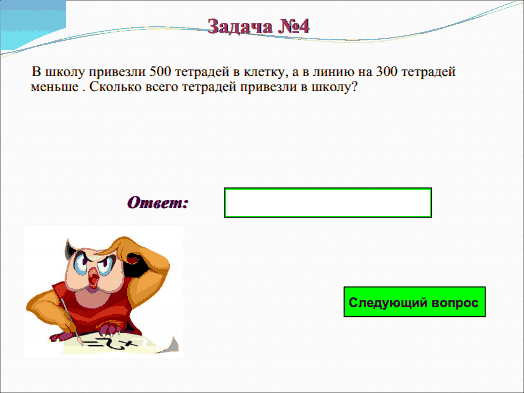 Задача №4
В школу привезли 500 тетрадей в клетку, а в линию на 300 тетрадей
меньше . Сколько всего тетрадей привезли в школу?
Ответ:
Следующий вопрос